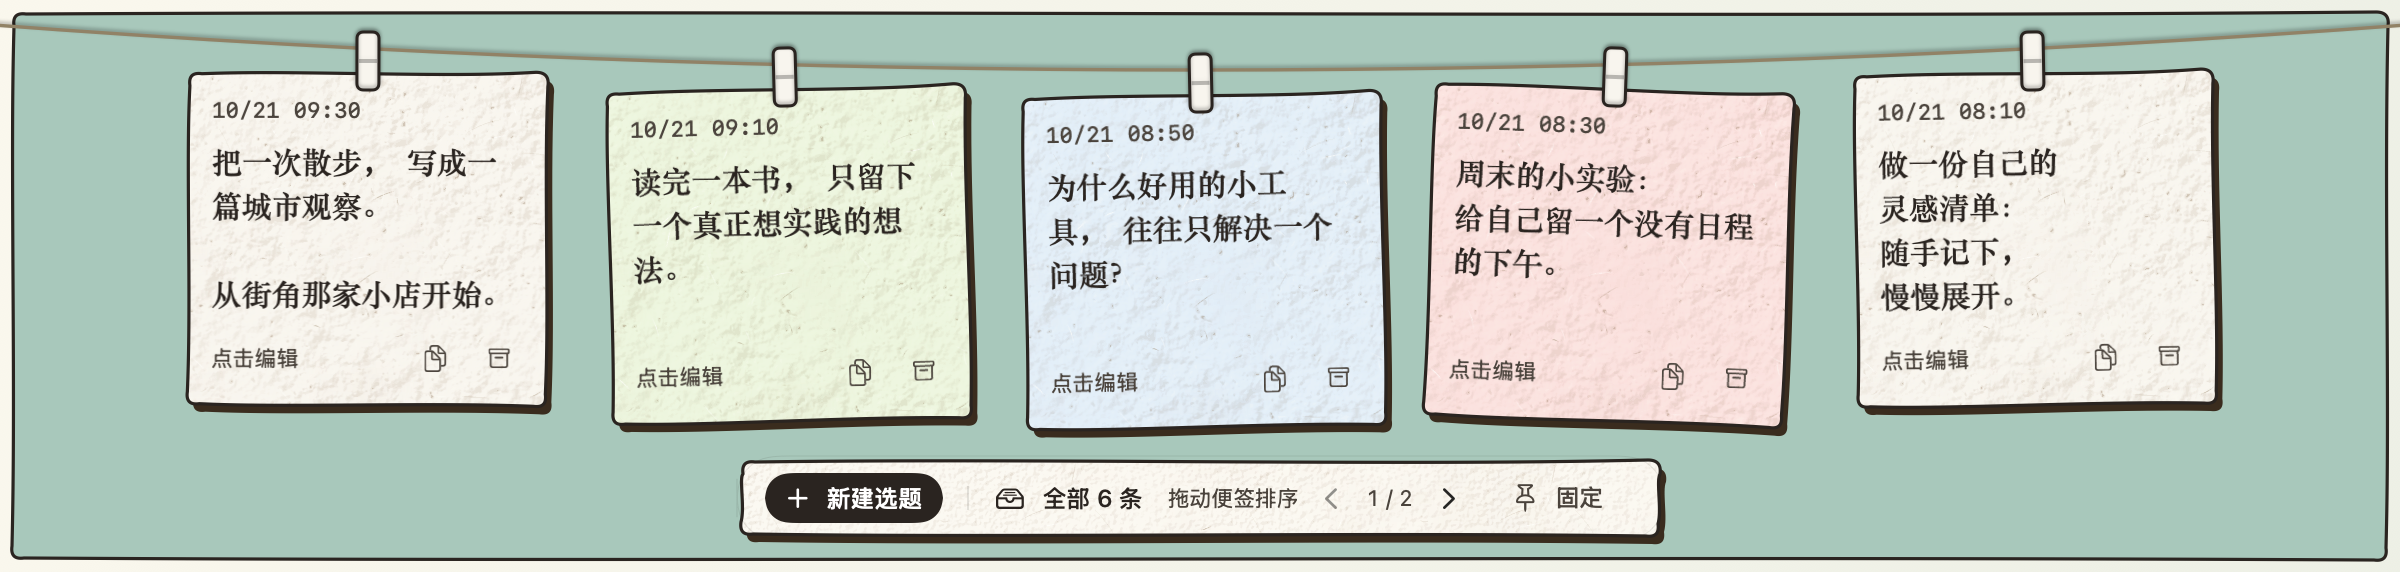 10/21 09:30
把一次散步， 写成一
篇城市观察。
从街角那家小店开始。
点击编辑
10/21 09:10
读完一本书， 只留下
一个真正想实践的想
法。
点击编辑
10/21 08:50
为什么好用的小工
具， 往往只解决一个
问题？
点击编辑
10/21 08:30
周末的小实验：
给自己留一个没有日程
的下午。
点击编辑
10/21 08:10
做一份自己的
灵感清单：
随手记下，
慢慢展开。
点击编辑
+ 新建选题 全部 6 条 拖动便签排序 1 / 2 固定